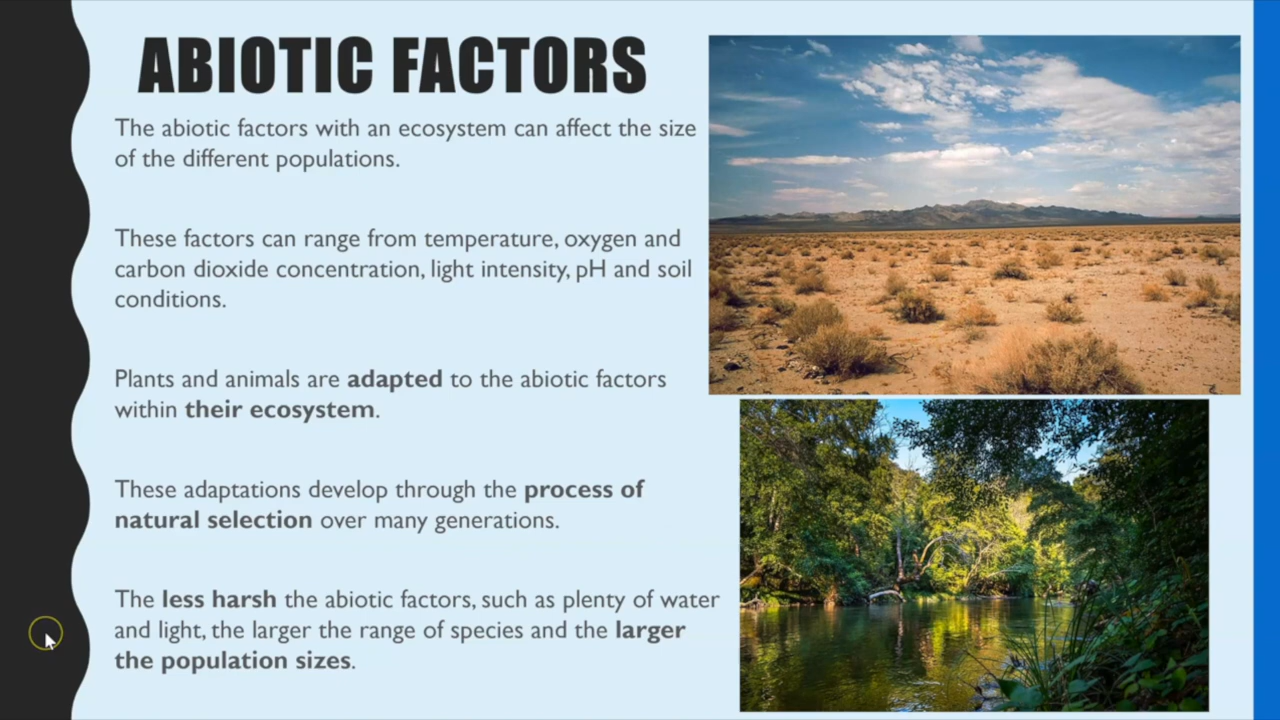 ABIOTIC FACTORS
The abiotic factors with an ecosystem can affect the size
of the different populations.
These factors can range from temperature, oxygen and
carbon dioxide concentration, light intensity, pH and soil
conditions.
Plants and animals are adapted to the abiotic factors
within their ecosystem.
These adaptations develop through the process of
natural selection over many generations.
The less harsh the abiotic factors, such as plenty of water
and light, the larger the range of species and the larger
the population sizes.